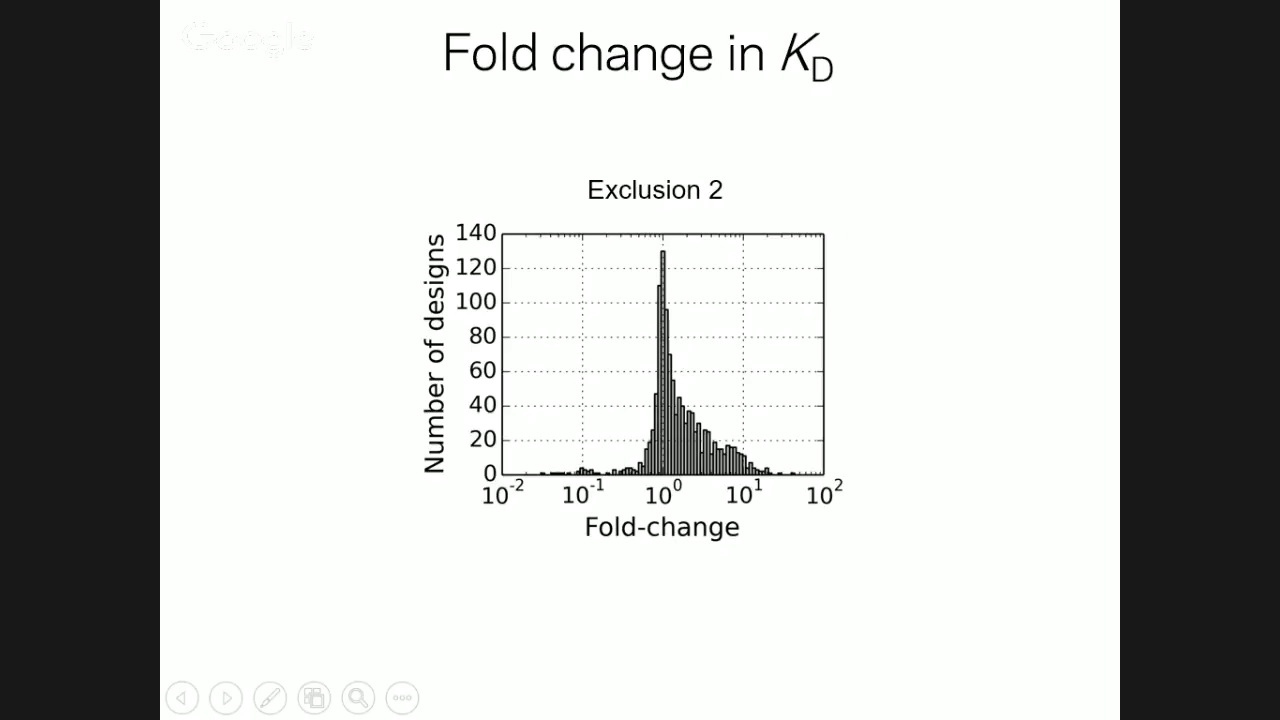 Google
Fold change in KD
Exclusion 2
Number of designs
140
120
100
80
60
40
20
0
10-2 10-1 100 101 102
Fold-change